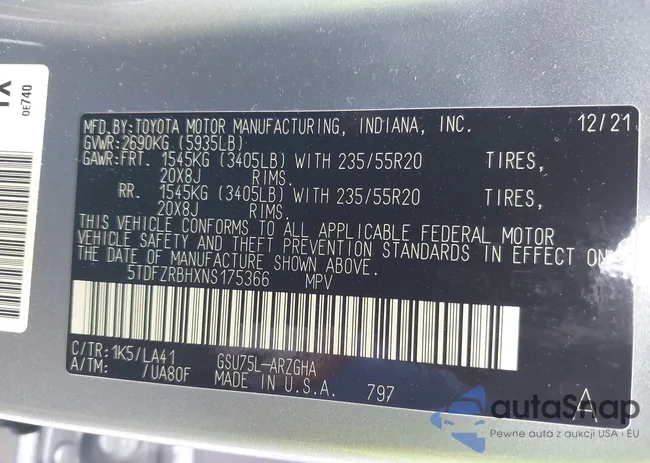 TX
0E740
MFD.BY:TOYOTA MOTOR MANUFACTURING, INDIANA, INC. 12/21
GVWR:2690KG (5935LB)
GAWR:FRT. 1545KG (3405LB) WITH 235/55R20 TIRES,
20X8J RIMS.
RR. 1545KG (3405LB) WITH 235/55R20 TIRES,
20X8J RIMS.
THIS VEHICLE CONFORMS TO ALL APPLICABLE FEDERAL MOTOR
VEHICLE SAFETY AND THEFT PREVENTION STANDARDS IN EFFECT ON
THE DATE OF MANUFACTURE SHOWN ABOVE.
5TDFZRBHXNS175366 MPV
C/TR:1K5/LA41 GSU75L-ARZGHA
A/TM: /UA80F MADE IN U.S.A. 797 A
autoSnap
Pewne auta z aukcji USA i EU